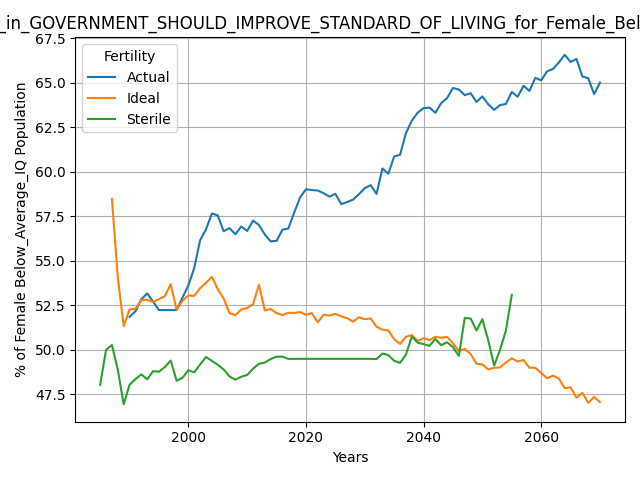 _in_GOVERNMENT_SHOULD_IMPROVE_STANDARD_OF_LIVING_for_Female_Bel
% of Female Below_Average_IQ Population
67.5
65.0
62.5
60.0
57.5
55.0
52.5
50.0
47.5
Fertility
Actual
Ideal
Sterile
2000
2020
2040
2060
Years